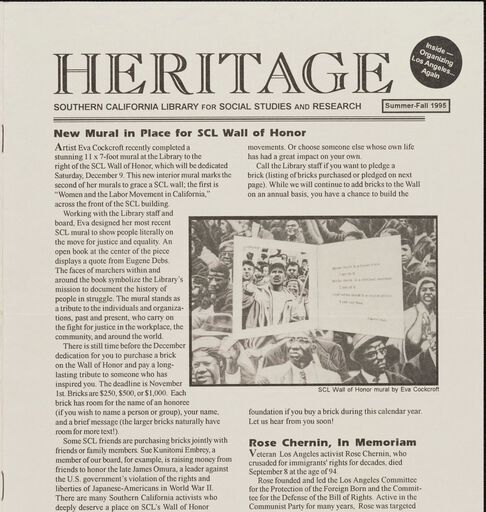 HERITAGE
Inside —
Organizing
Los Angeles...
Again
SOUTHERN CALIFORNIA LIBRARY FOR SOCIAL STUDIES AND RESEARCH
Summer-Fall 1995
New Mural in Place for SCL Wall of Honor
Artist Eva Cockcroft recently completed a
stunning 11 x 7-foot mural at the Library to the
right of the SCL Wall of Honor, which will be dedicated
Saturday, December 9. This new interior mural marks the
second of her murals to grace a SCL wall; the first is
"Women and the Labor Movement in California,"
across the front of the SCL building.
Working with the Library staff and
board, Eva designed her most recent
SCL mural to show people literally on
the move for justice and equality. An
open book at the center of the piece
displays a quote from Eugene Debs.
The faces of marchers within and
around the book symbolize the Library's
mission to document the history of
people in struggle. The mural stands as
a tribute to the individuals and organiza-
tions, past and present, who carry on
the fight for justice in the workplace, the
community, and around the world.
There is still time before the December
dedication for you to purchase a brick
on the Wall of Honor and pay a long-
lasting tribute to someone who has
inspired you. The deadline is November
1st. Bricks are $250, $500, or $1,000. Each
brick has room for the name of an honoree
(if you wish to name a person or group), your name,
and a brief message (the larger bricks naturally have
room for more text!).
Some SCL friends are purchasing bricks jointly with
friends or family members. Sue Kunitomi Embrey, a
member of our board, for example, is raising money from
friends to honor the late James Omura, a leader against
the U.S. government's violation of the rights and
liberties of Japanese-Americans in World War II.
There are many Southern California activists who
deeply deserve a place on SCL's Wall of Honor
movements. Or choose someone else whose own life
has had a great impact on your own.
Call the Library staff if you want to pledge a
brick (listing of bricks purchased or pledged on next
page). While we will continue to add bricks to the Wall
on an annual basis, you have a chance to build the
SCL Wall of Honor mural by Eva Cockcroft
foundation if you buy a brick during this calendar year.
Let us hear from you soon!
Rose Chernin, In Memoriam
Veteran Los Angeles activist Rose Chernin, who
crusaded for immigrants' rights for decades, died
September 8 at the age of 94.
Rose founded and led the Los Angeles Committee
for the Protection of the Foreign Born and the Commit-
tee for the Defense of the Bill of Rights. Active in the
Communist Party for many years, Rose was targeted